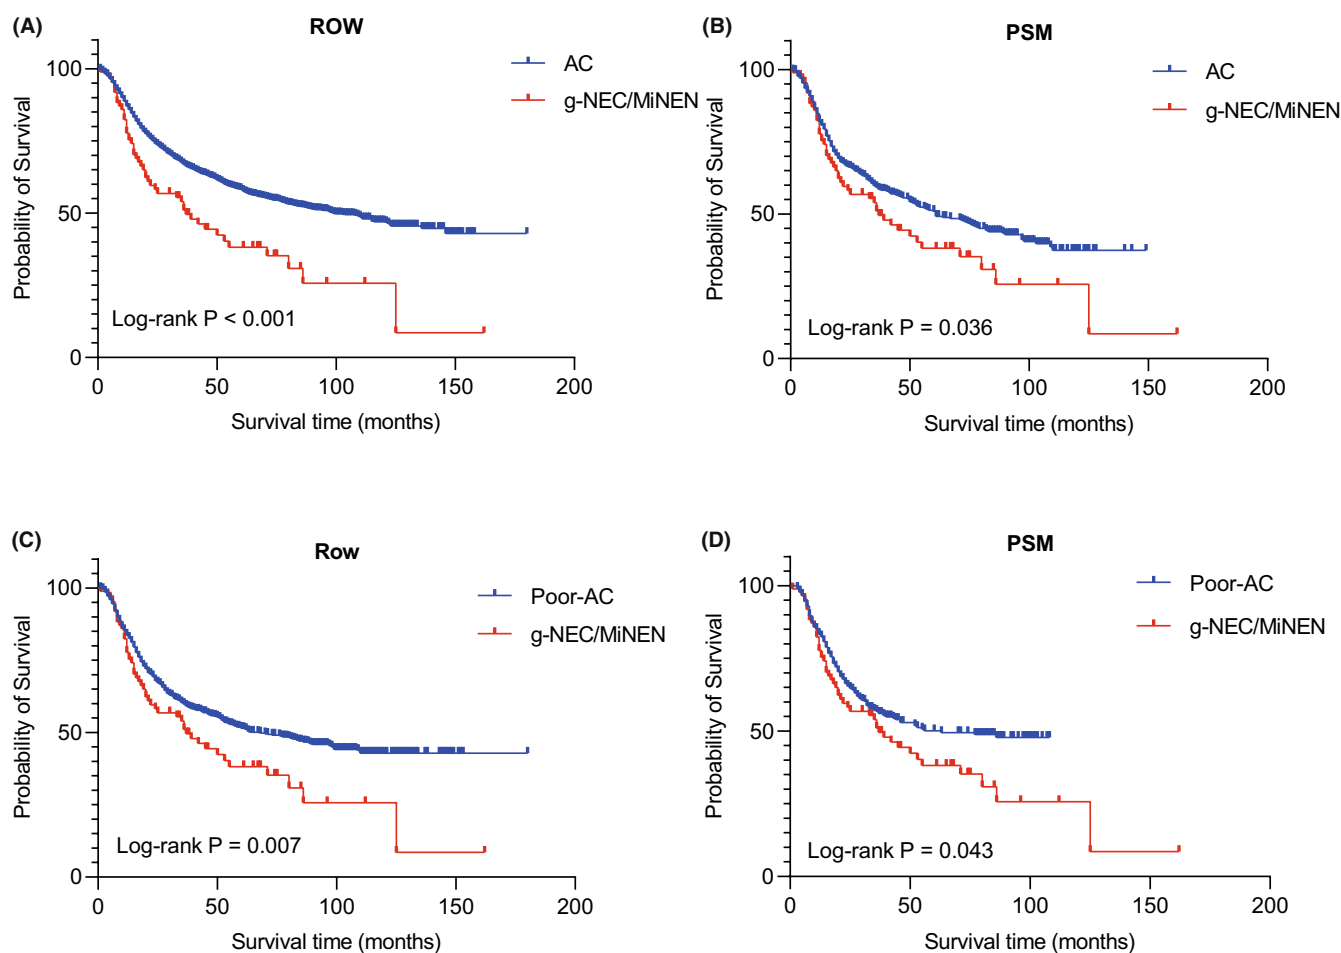 (A)
ROW
AC
g-NEC/MiNEN
Probability of Survival
100
50
0
Log-rank P < 0.001
0 50 100 150 200
Survival time (months)
(B)
PSM
AC
g-NEC/MiNEN
Probability of Survival
100
50
0
Log-rank P = 0.036
0 50 100 150 200
Survival time (months)
(C)
Row
Poor-AC
g-NEC/MiNEN
Probability of Survival
100
50
0
Log-rank P = 0.007
0 50 100 150 200
Survival time (months)
(D)
PSM
Poor-AC
g-NEC/MiNEN
Probability of Survival
100
50
0
Log-rank P = 0.043
0 50 100 150 200
Survival time (months)